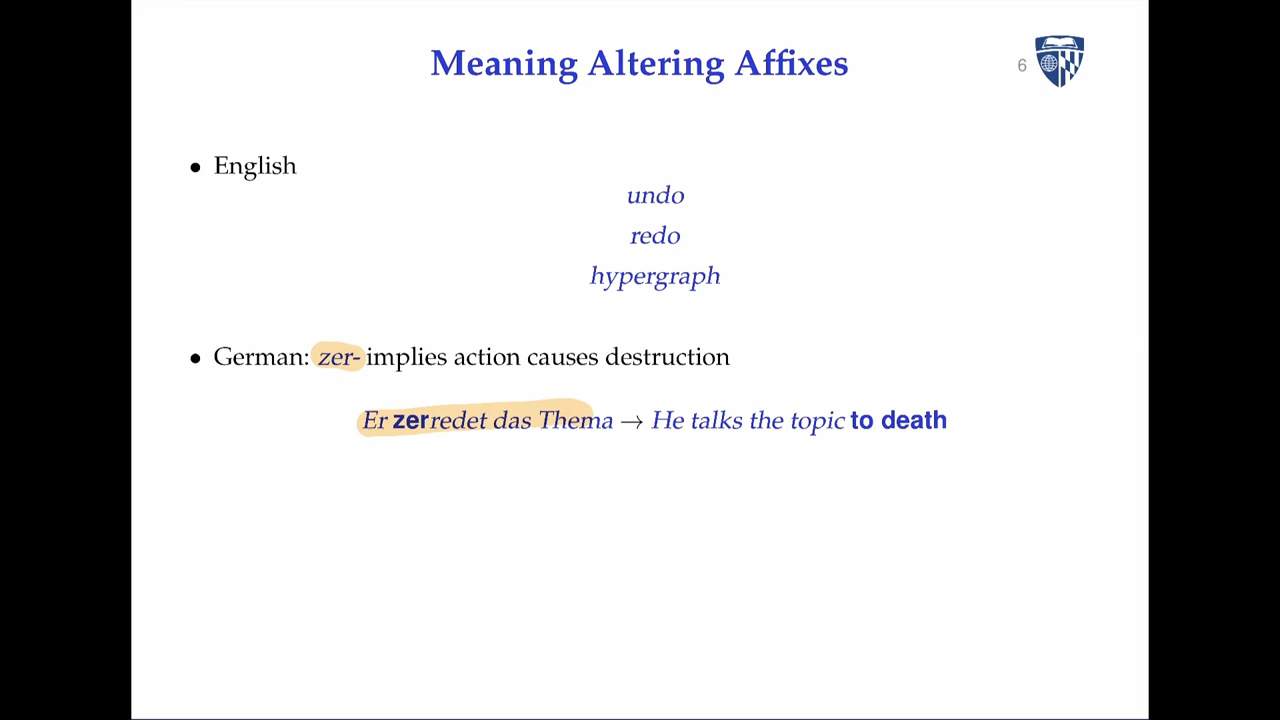 Meaning Altering Affixes
6
• English
undo
redo
hypergraph
• German: zer- implies action causes destruction
Er zerredet das Thema → He talks the topic to death